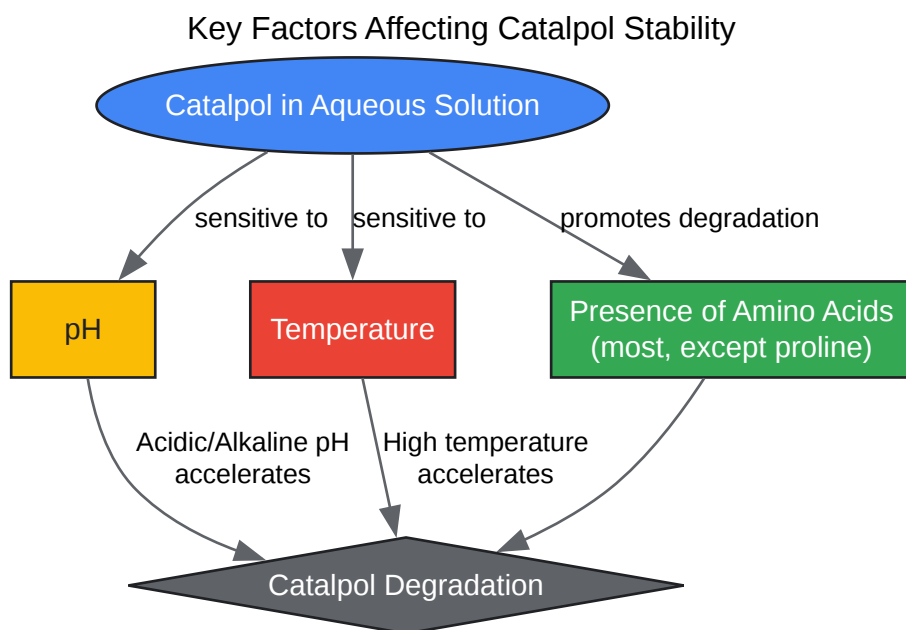 Key Factors Affecting Catalpol Stability
Catalpol in Aqueous Solution
sensitive to
sensitive to
promotes degradation
pH
Temperature
Presence of Amino Acids
(most, except proline)
Acidic/Alkaline pH
accelerates
High temperature
accelerates
Catalpol Degradation